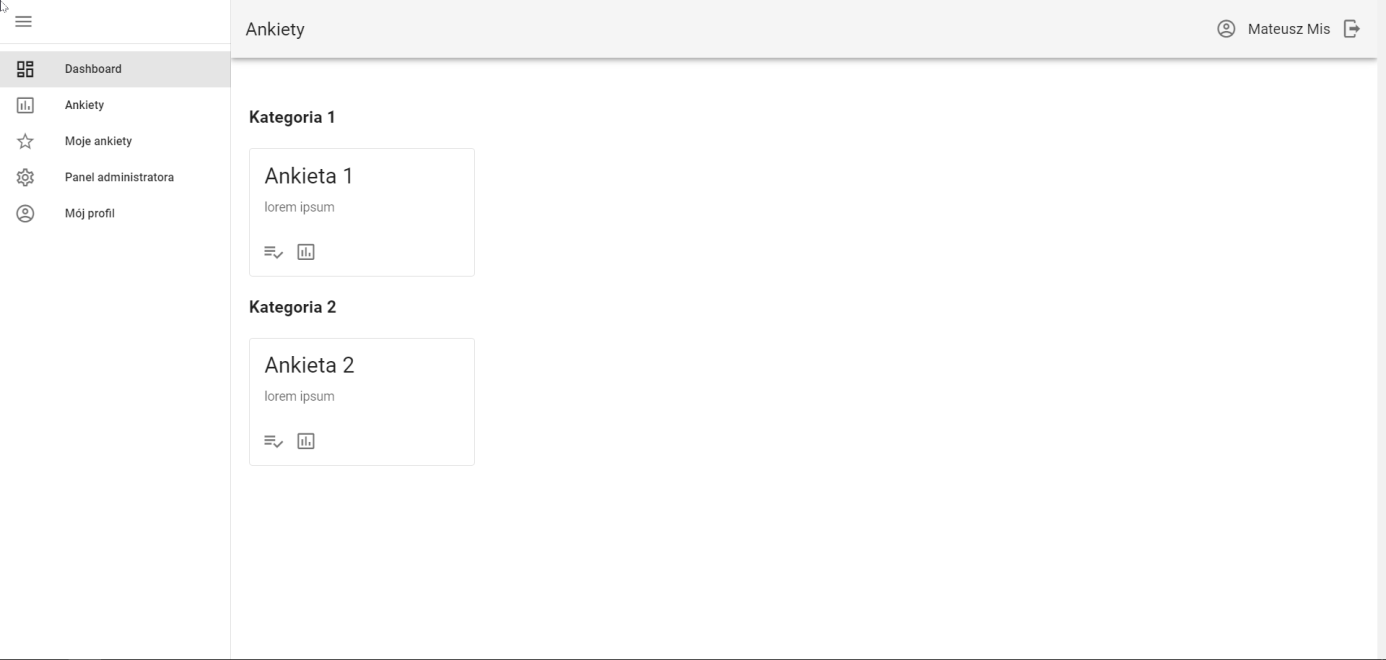 Ankiety
Mateusz Mis
Dashboard
Ankiety
Moje ankiety
Panel administratora
Mój profil
Kategoria 1
Ankieta 1
lorem ipsum
Kategoria 2
Ankieta 2
lorem ipsum